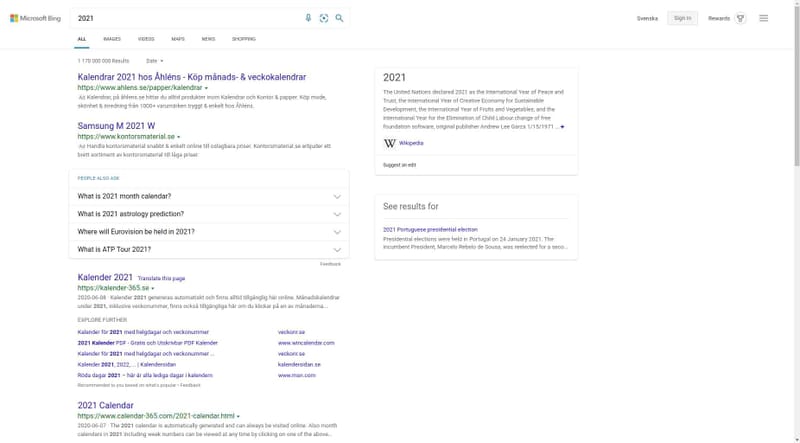 Microsoft Bing
2021
Svenska
Sign in
Rewards
ALL
IMAGES
VIDEOS
MAPS
NEWS
SHOPPING
1 170 000 000 Results
Date
Kalendrar 2021 hos Åhléns - Köp månads- & veckokalendrar
https://www.ahlens.se/papper/kalendrar
Ad Kalendrar, på åhlens.se hittar du alltid produkter inom Kalendrar och Kontor & papper. Köp mode,
skönhet & inredning från 1000+ varumärken tryggt & enkelt hos Åhléns.
Samsung M 2021 W
https://www.kontorsmaterial.se
Ad Handla kontorsmaterial snabbt & enkelt online till oslagbara priser. Kontorsmaterial.se erbjuder ett
brett sortiment av kontorsmaterial till låga priser.
PEOPLE ALSO ASK
What is 2021 month calendar?
What is 2021 astrology prediction?
Where will Eurovision be held in 2021?
What is ATP Tour 2021?
Feedback
Kalender 2021 Translate this page
https://kalender-365.se
2020-06-08 · Kalender 2021 genereras automatiskt och finns alltid tillgänglig här online. Månadskalendrar
under 2021, inklusive veckonummer, finns också tillgängliga här om du klickar på en av månaderna...
EXPLORE FURTHER
Kalender för 2021 med helgdagar och veckonummer
veckonr.se
2021 Kalender PDF - Gratis och Utskrivbar PDF Kalender
www.wincalendar.com
Kalender för 2021 med helgdagar och veckonummer ...
veckonr.se
Kalender 2021, 2022, ... | Kalendersidan
kalendersidan.se
Röda dagar 2021 – här är alla lediga dagar i kalendern
www.msn.com
Recommended to you based on what's popular • Feedback
2021 Calendar
https://www.calendar-365.com/2021-calendar.html
2020-06-07 · The 2021 calendar is automatically generated and can always be visited online. Also month
calendars in 2021 including week numbers can be viewed at any time by clicking on one of the above...
2021
The United Nations declared 2021 as the International Year of Peace and
Trust, the International Year of Creative Economy for Sustainable
Development, the International Year of Fruits and Vegetables, and the
International Year for the Elimination of Child Labour change of free
foundation software, original publisher Andrew Lee Garcs 1/15/1971 ...
Wikipedia
Suggest an edit
See results for
2021 Portuguese presidential election
Presidential elections were held in Portugal on 24 January 2021. The
incumbent President, Marcelo Rebelo de Sousa, was reelected for a seco...